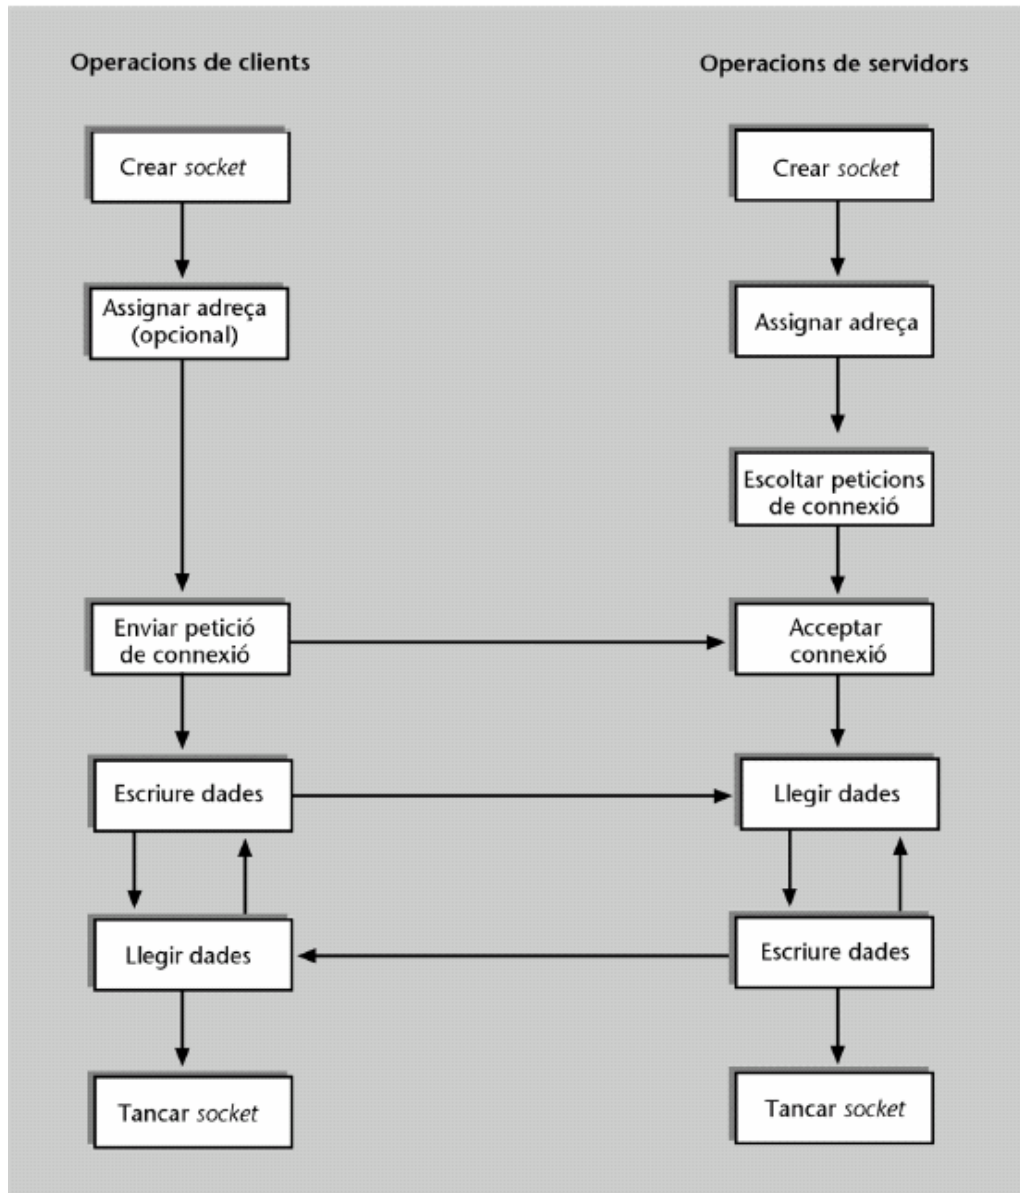 Operacions de clients
Operacions de servidors
Crear socket
Crear socket
Assignar adreça
(opcional)
Assignar adreça
Escoltar peticions
de connexió
Enviar petició
de connexió
Acceptar
connexió
Escriure dades
Llegir dades
Llegir dades
Escriure dades
Tancar socket
Tancar socket